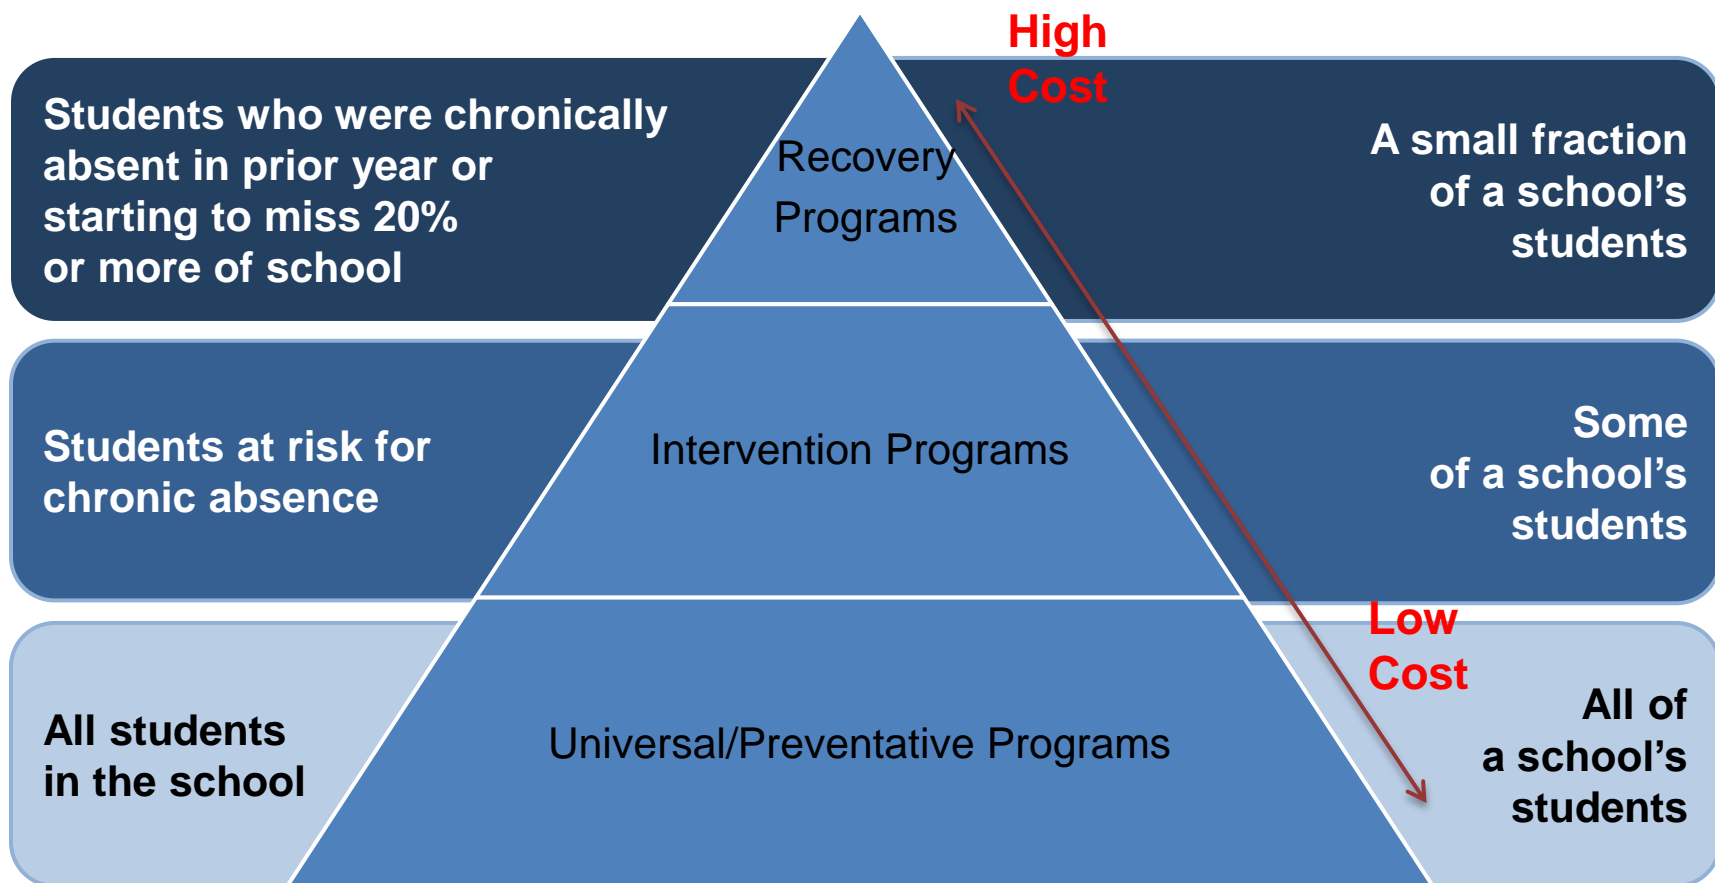 High
Cost
Students who were chronically
absent in prior year or
starting to miss 20%
or more of school
Recovery
Programs
A small fraction
of a school’s
students
Students at risk for
chronic absence
Intervention Programs
Some
of a school’s
students
Low
Cost
All students
in the school
Universal/Preventative Programs
All of
a school’s
students